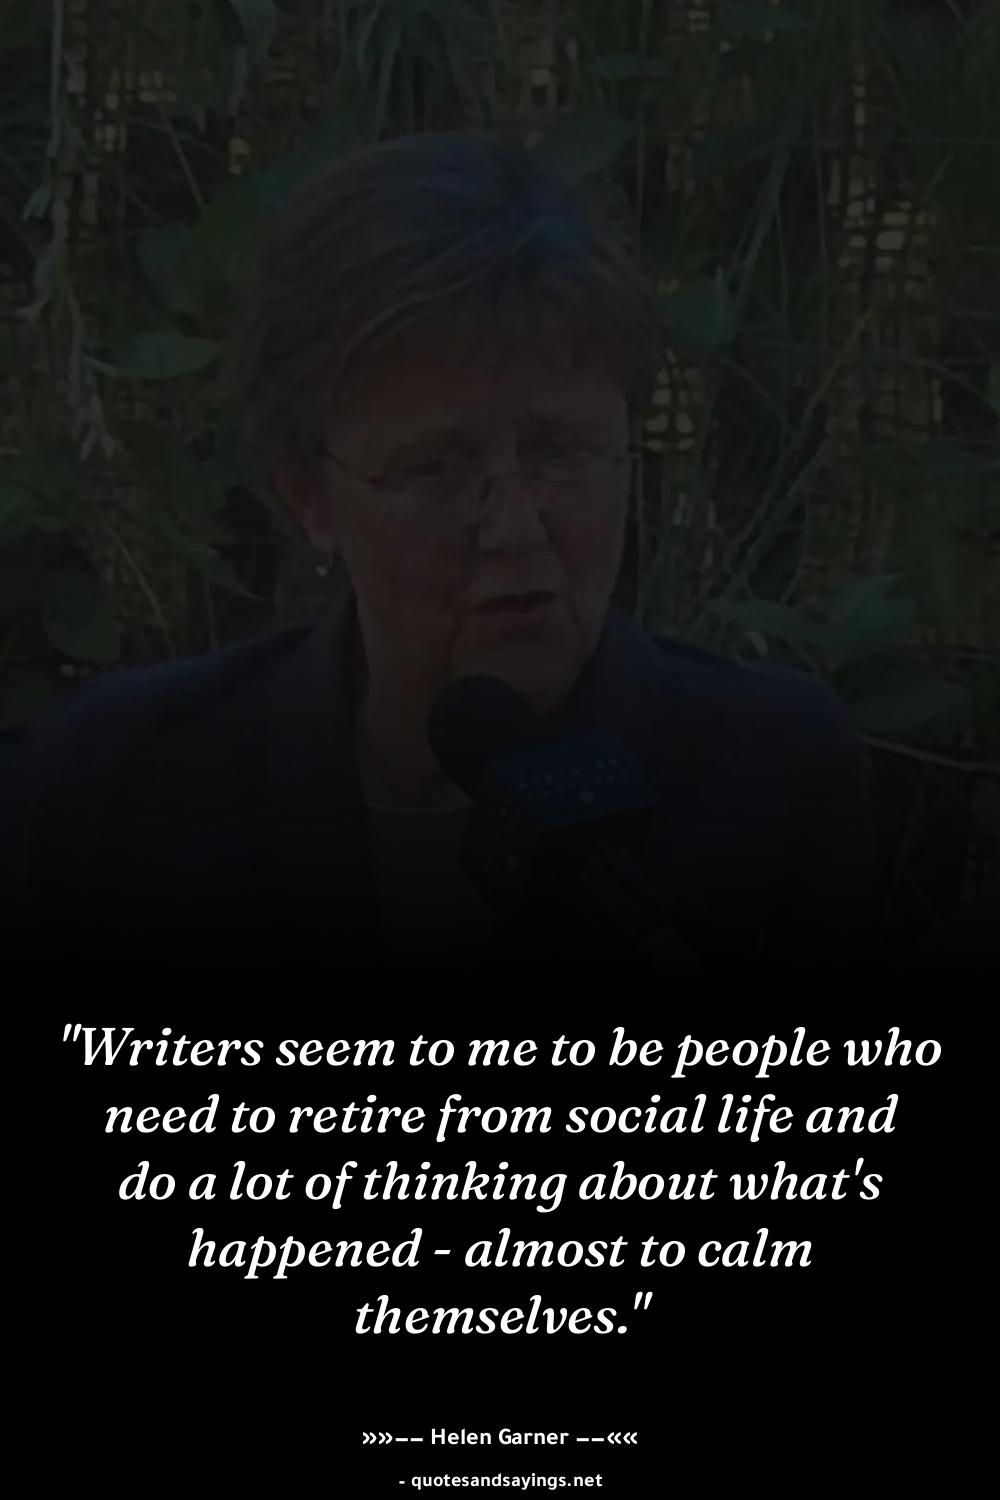 "Writers seem to me to be people who
need to retire from social life and
do a lot of thinking about what's
happened - almost to calm
themselves."
»»–– Helen Garner ––««
- quotesandsayings.net